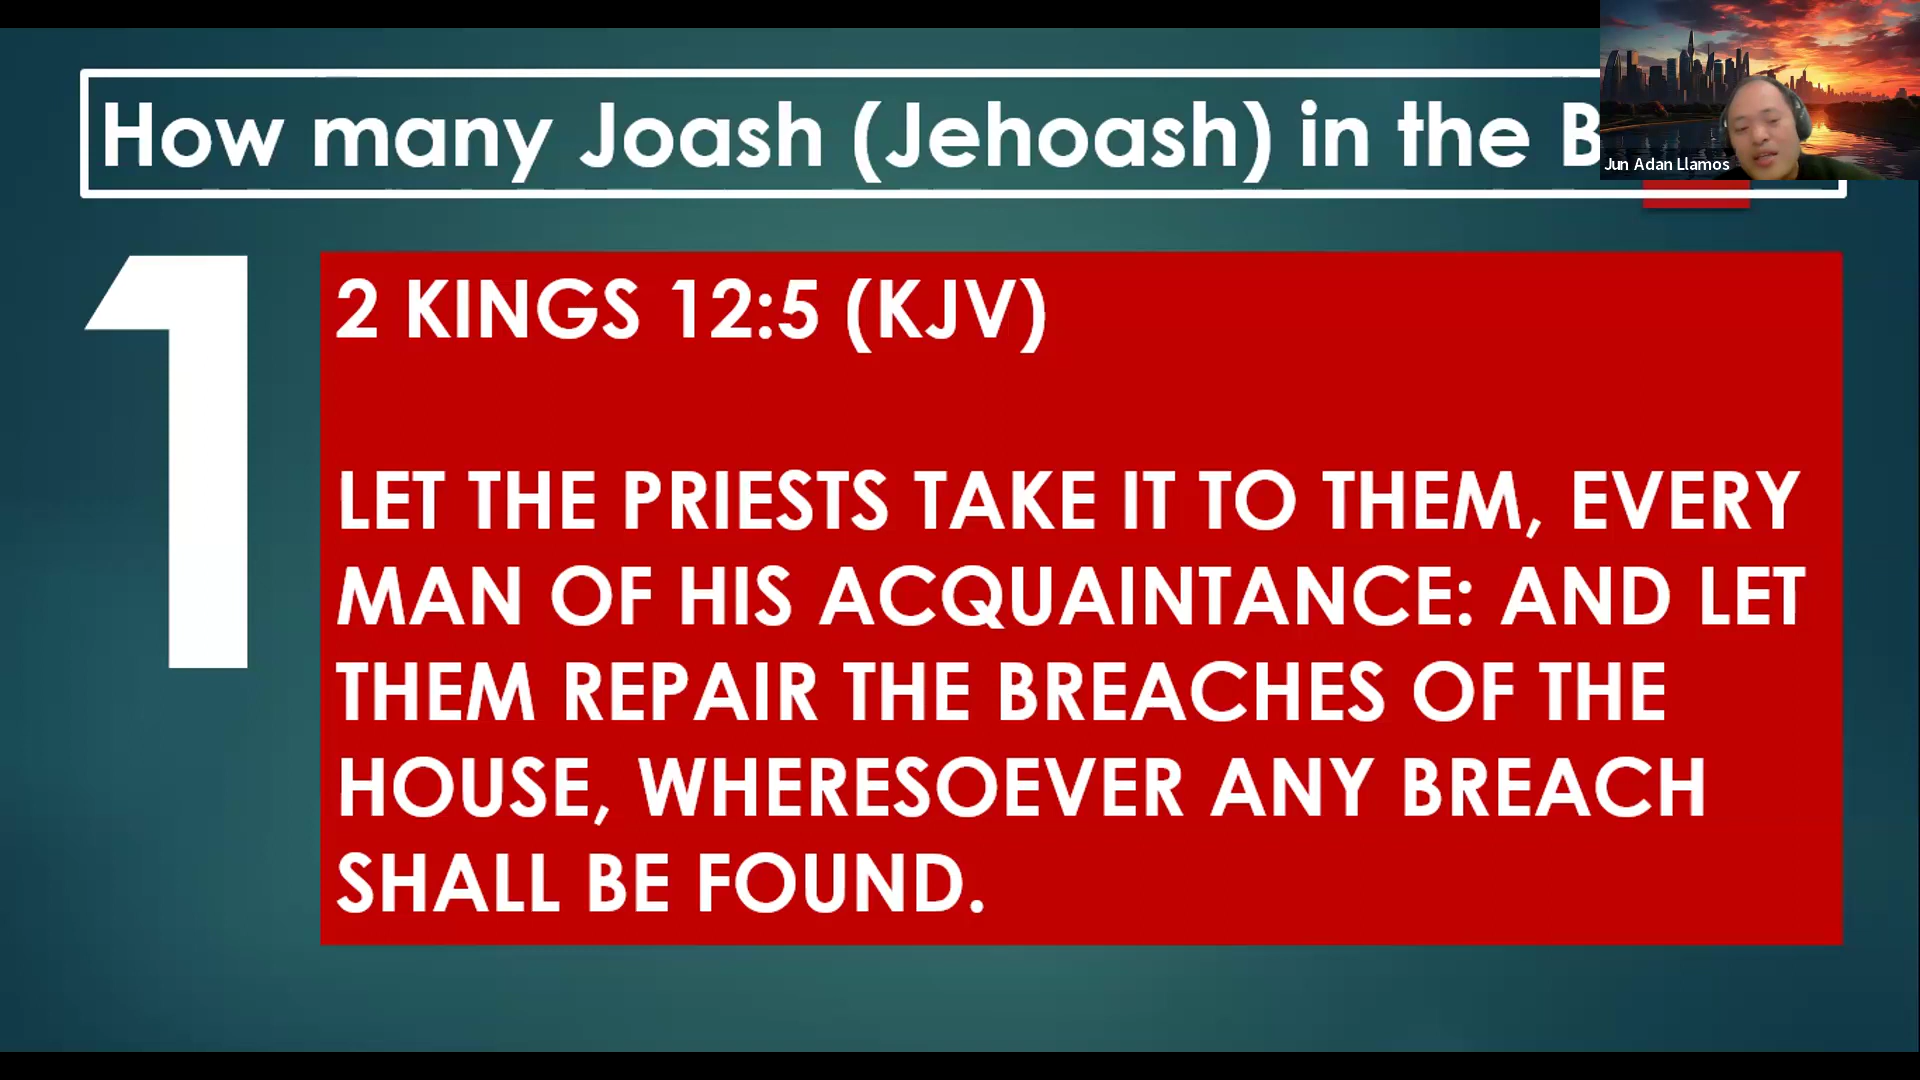 How many Joash (Jehoash) in the B
Jun Adan Llamos
1
2 KINGS 12:5 (KJV)
LET THE PRIESTS TAKE IT TO THEM, EVERY
MAN OF HIS ACQUAINTANCE: AND LET
THEM REPAIR THE BREACHES OF THE
HOUSE, WHERESOEVER ANY BREACH
SHALL BE FOUND.